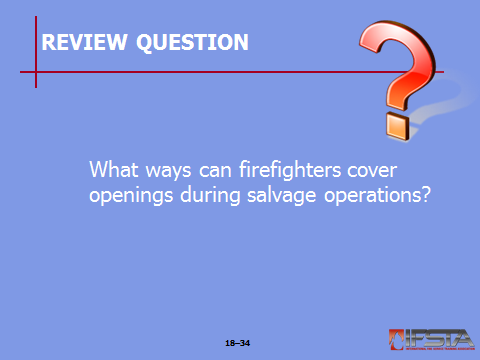 REVIEW QUESTION
What ways can firefighters cover
openings during salvage operations?
18–34
IFSTA